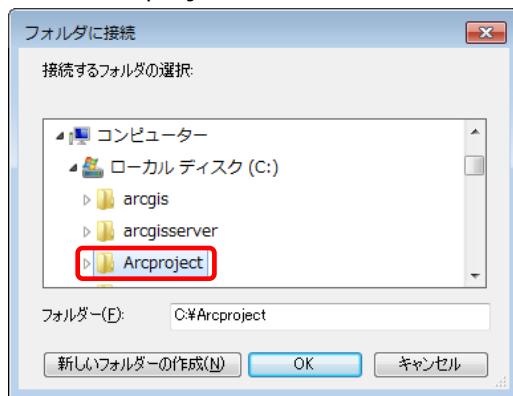 フォルダに接続
接続するフォルダの選択:
コンピューター
ローカル ディスク (C:)
arcgis
arcgisserver
Arcproject
フォルダー(F): C:¥Arcproject
新しいフォルダーの作成(N) OK キャンセル